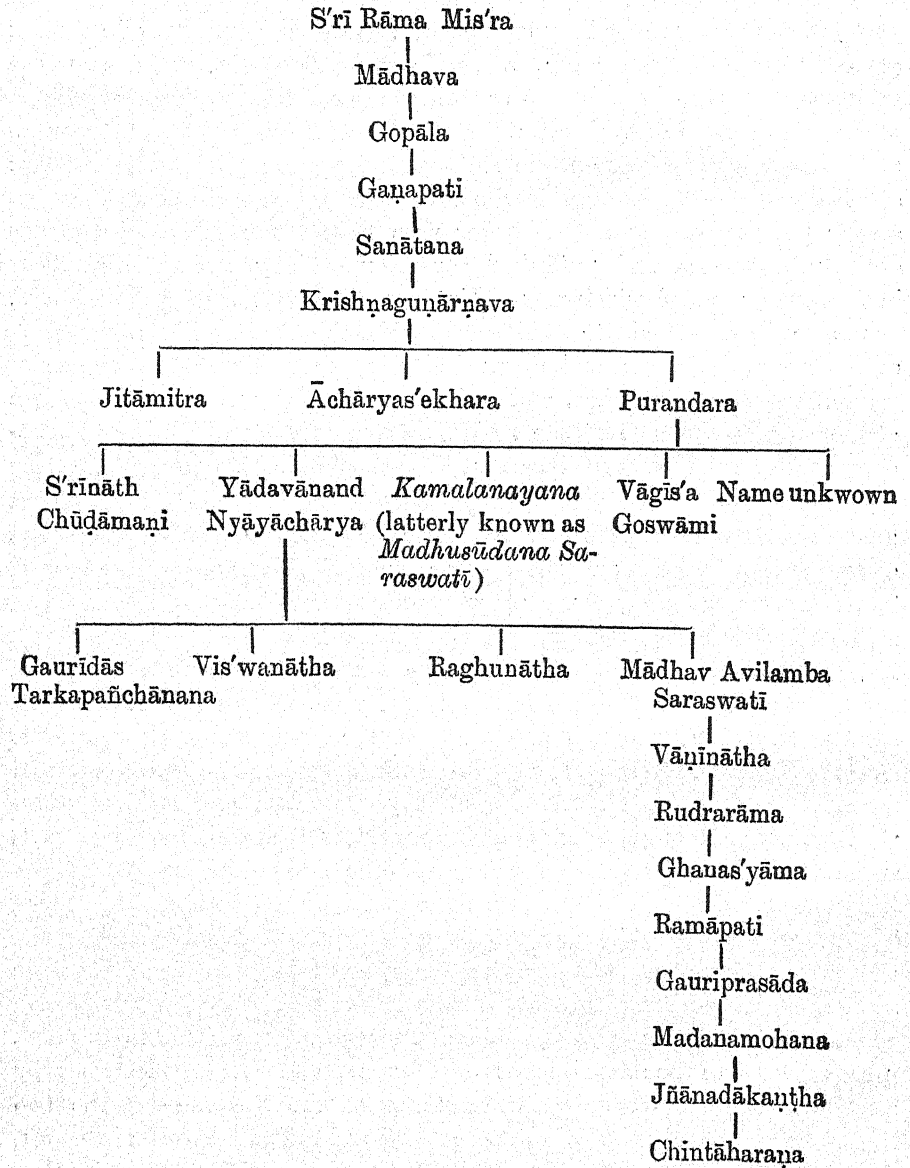 S'rī Rāma Mis'ra
Mādhava
Gopāla
Gaṇapati
Sanātana
Krishṇaguṇārṇava
Jitāmitra Āchāryas'ekhara Purandara
S'rīnāth Yādavānand Kamalanayana Vāgīs'a Name unkwown
Chūḍāmaṇi Nyāyāchārya (latterly known as Goswāmi
Madhusūdana Sa-
raswatī)
Gaurīdās Vis'wanātha Raghunātha Mādhav Avilamba
Tarkapañchānana Saraswatī
Vāṇīnātha
Rudrarāma
Ghanas'yāma
Ramāpati
Gauriprasāda
Madanamohana
Jñānadākaṇṭha
Chintāharaṇa